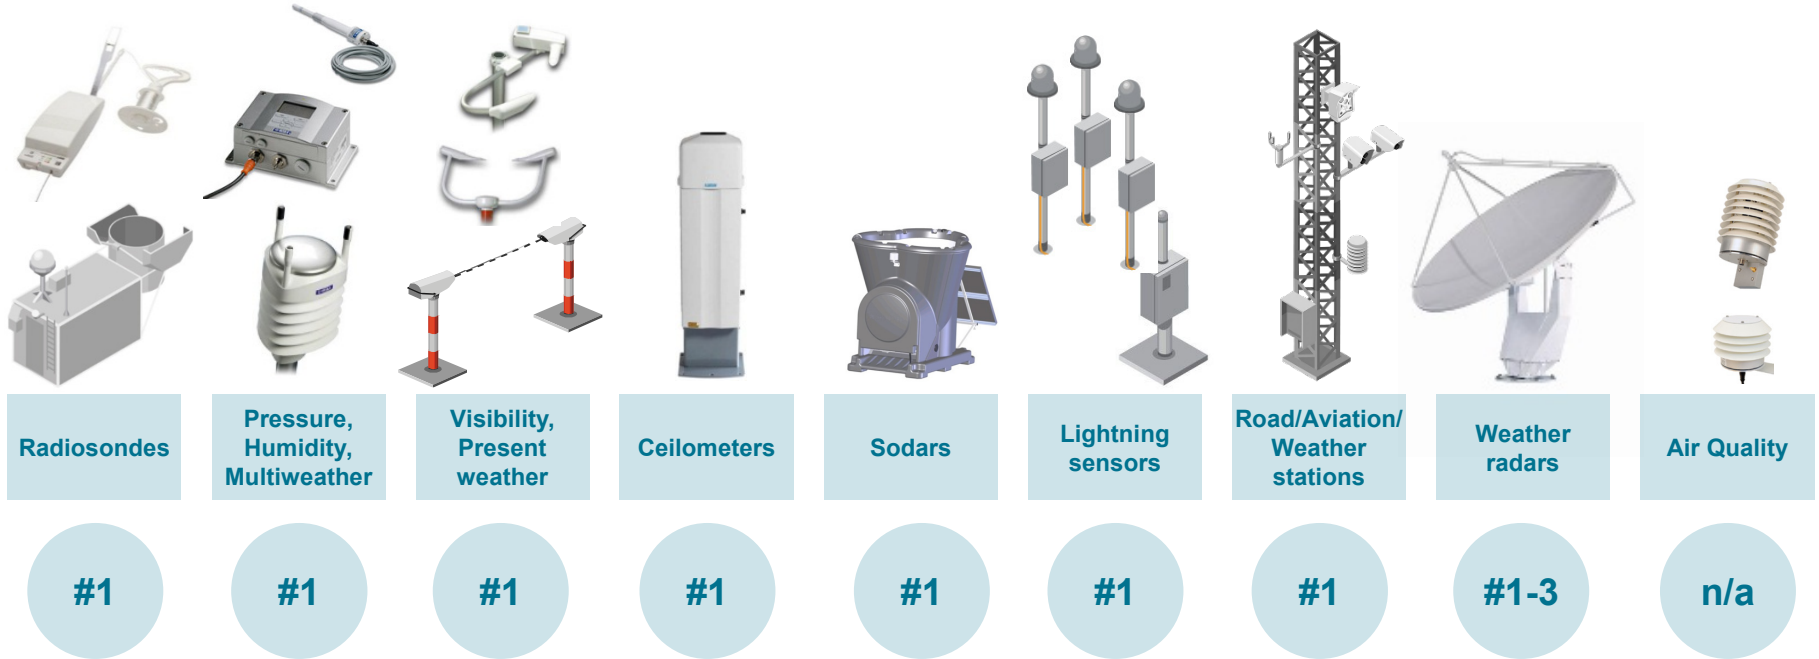 Radiosondes
Pressure,
Humidity,
Multiweather
Visibility,
Present
weather
Ceilometers
Sodars
Lightning
sensors
Road/Aviation/
Weather
stations
Weather
radars
Air Quality
#1
#1
#1
#1
#1
#1
#1
#1-3
n/a